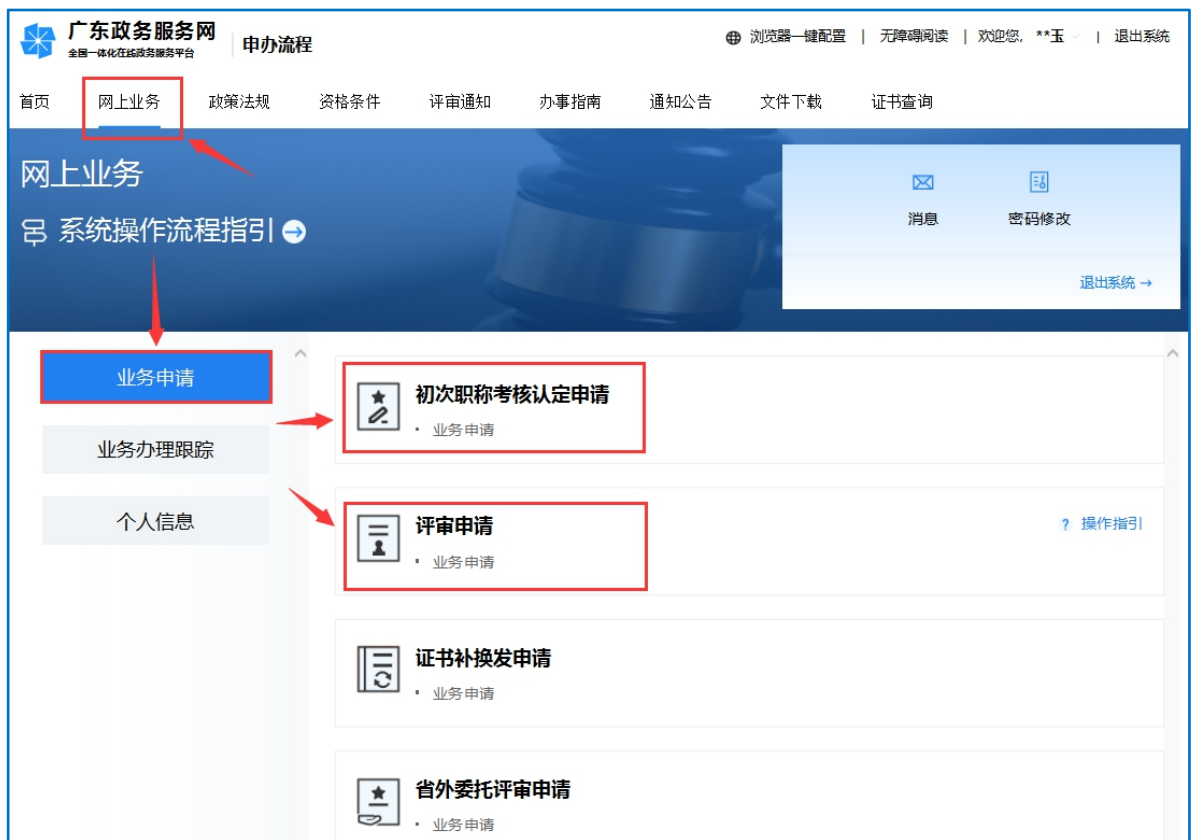 广东政务服务网
全国一体化在线政务服务平台
申办流程
浏览器一键配置 | 无障碍阅读 | 欢迎您, **玉 | 退出系统
首页 网上业务 政策法规 资格条件 评审通知 办事指南 通知公告 文件下载 证书查询
网上业务
系统操作流程指引
消息 密码修改
退出系统 →
业务申请
业务办理跟踪
个人信息
初次职称考核认定申请
· 业务申请
评审申请
· 业务申请
? 操作指引
证书补换发申请
· 业务申请
省外委托评审申请
· 业务申请